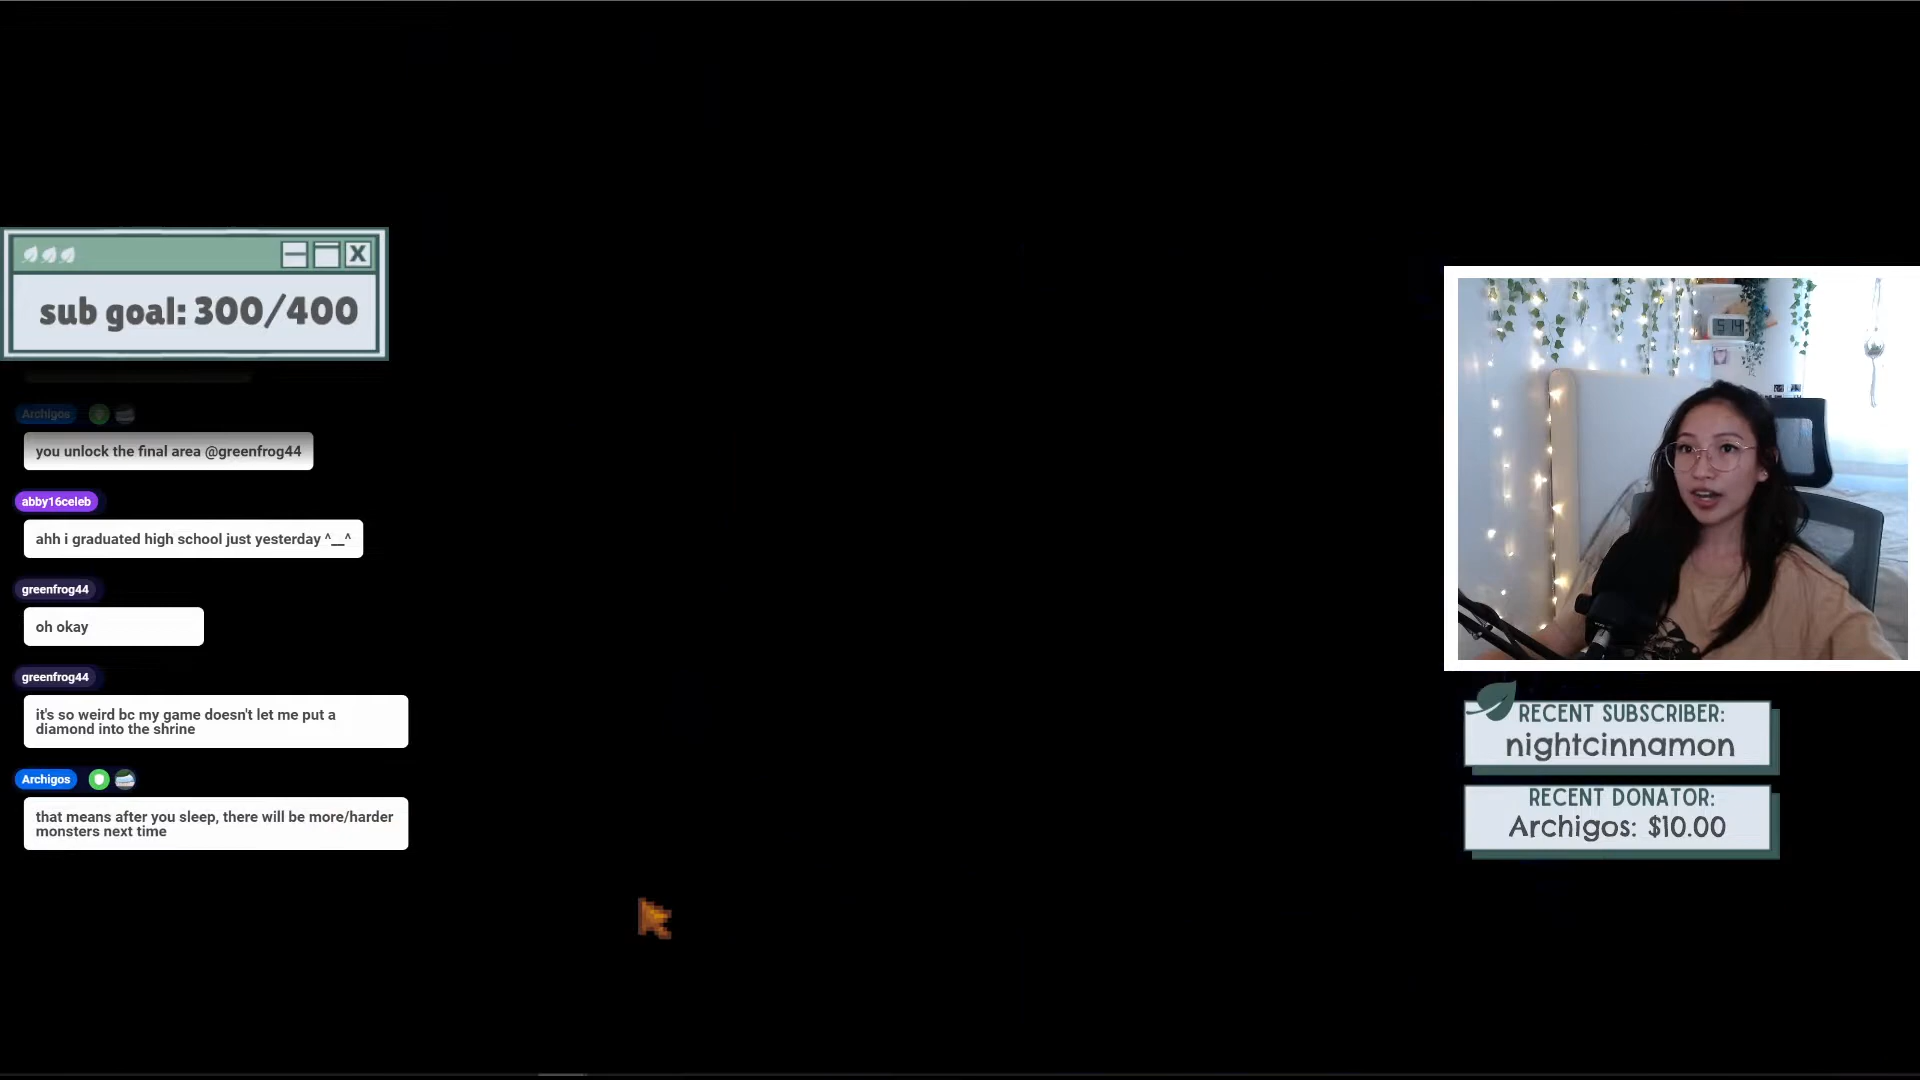 sub goal: 300/400
Archigos
you unlock the final area @greenfrog44
abby16celeb
ahh i graduated high school just yesterday ^__^
greenfrog44
oh okay
greenfrog44
it's so weird bc my game doesn't let me put a
diamond into the shrine
Archigos
that means after you sleep, there will be more/harder
monsters next time
5:14
RECENT SUBSCRIBER:
nightcinnamon
RECENT DONATOR:
Archigos: $10.00